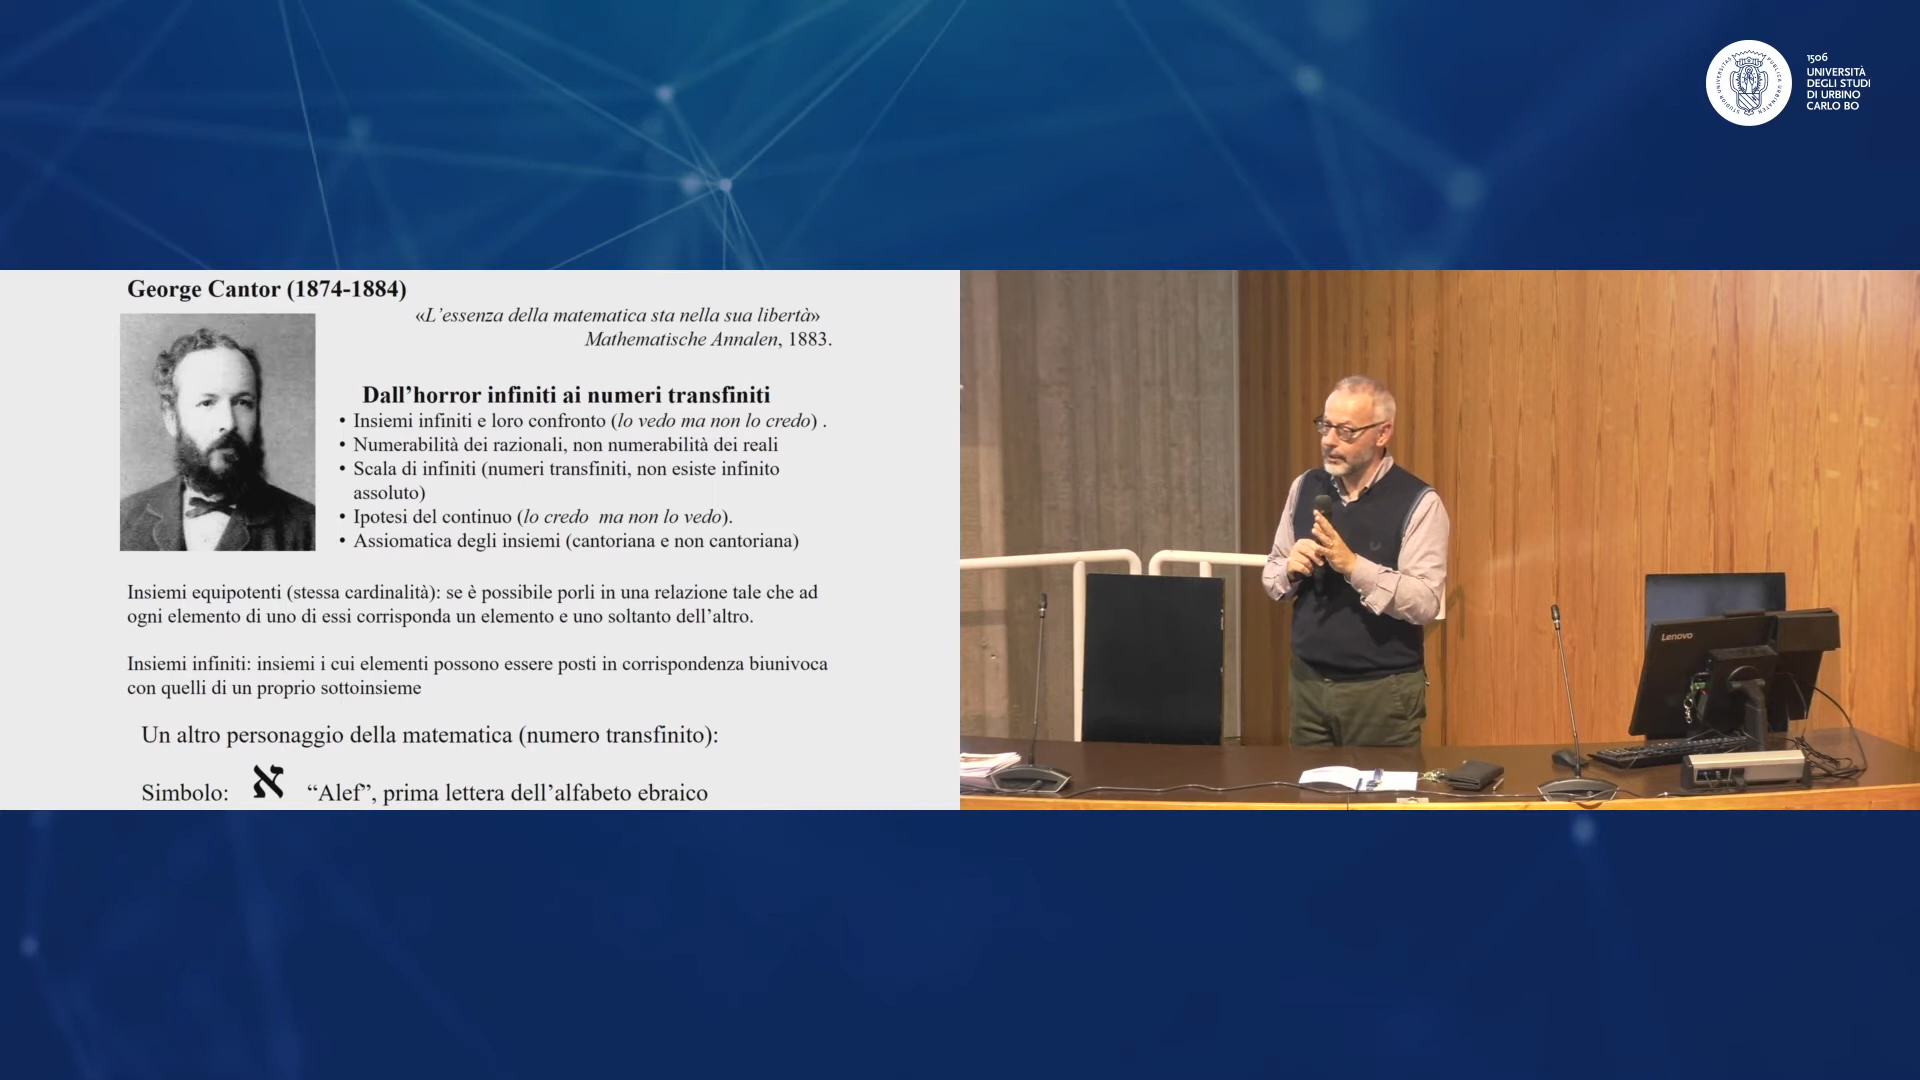 1506
UNIVERSITÀ
DEGLI STUDI
DI URBINO
CARLO BO
George Cantor (1874-1884)
«L’essenza della matematica sta nella sua libertà»
Mathematische Annalen, 1883.
Dall’horror infiniti ai numeri transfiniti
• Insiemi infiniti e loro confronto (lo vedo ma non lo credo) .
• Numerabilità dei razionali, non numerabilità dei reali
• Scala di infiniti (numeri transfiniti, non esiste infinito
assoluto)
• Ipotesi del continuo (lo credo ma non lo vedo).
• Assiomatica degli insiemi (cantoriana e non cantoriana)
Insiemi equipotenti (stessa cardinalità): se è possibile porli in una relazione tale che ad
ogni elemento di uno di essi corrisponda un elemento e uno soltanto dell’altro.
Insiemi infiniti: insiemi i cui elementi possono essere posti in corrispondenza biunivoca
con quelli di un proprio sottoinsieme
Un altro personaggio della matematica (numero transfinito):
Simbolo: א “Alef”, prima lettera dell’alfabeto ebraico
Lenovo